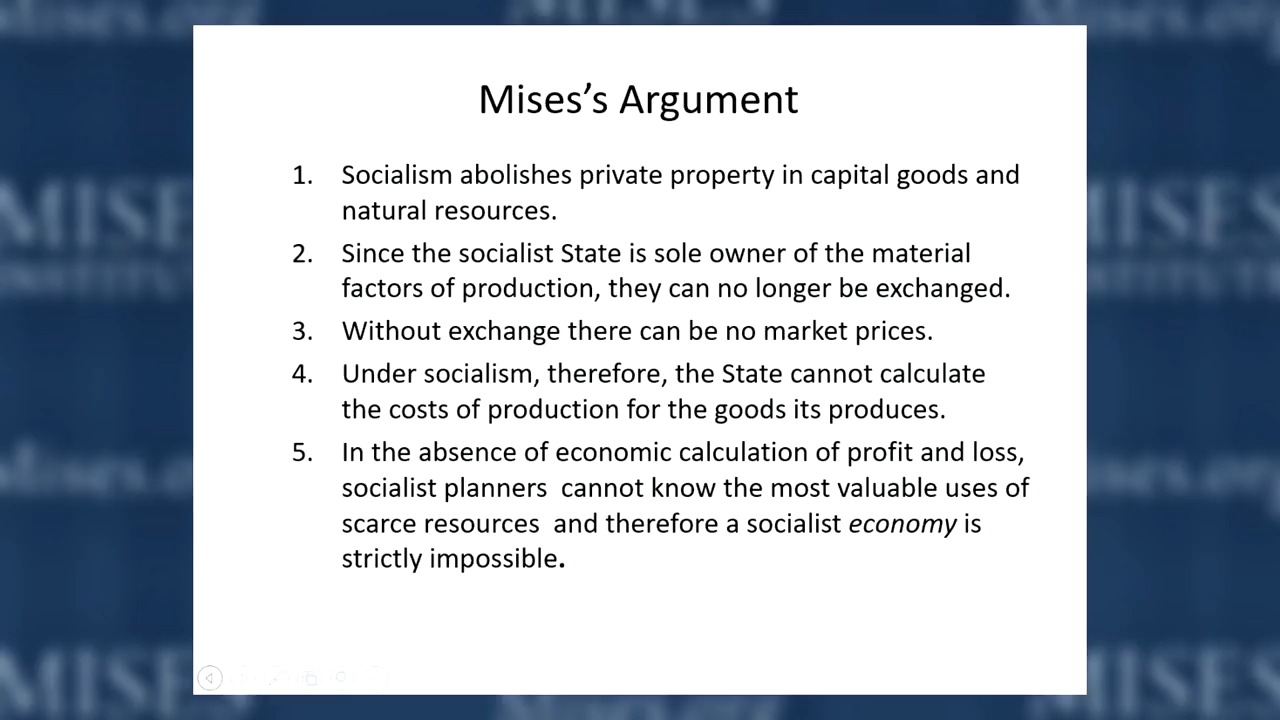 Mises's Argument
1. Socialism abolishes private property in capital goods and
natural resources.
2. Since the socialist State is sole owner of the material
factors of production, they can no longer be exchanged.
3. Without exchange there can be no market prices.
4. Under socialism, therefore, the State cannot calculate
the costs of production for the goods its produces.
5. In the absence of economic calculation of profit and loss,
socialist planners cannot know the most valuable uses of
scarce resources and therefore a socialist economy is
strictly impossible.